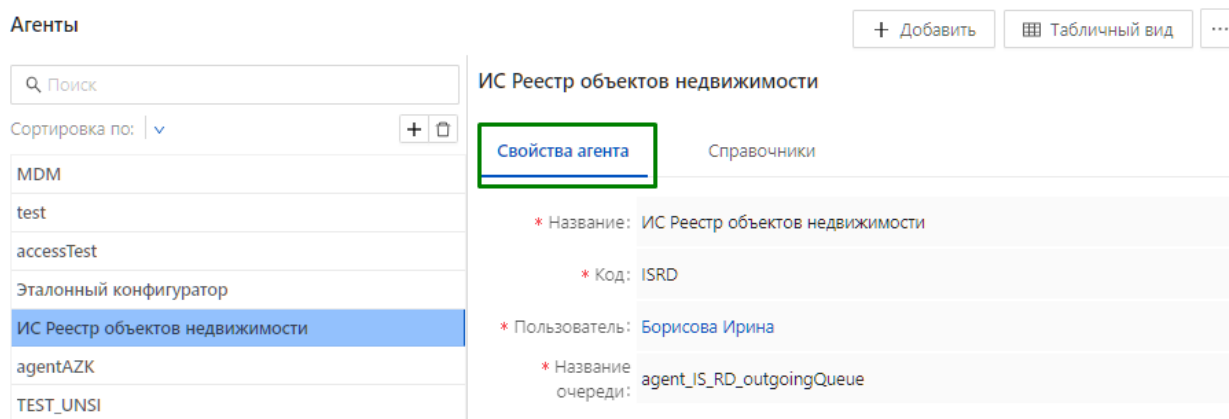 Агенты
+ Добавить
Табличный вид
...
Поиск
Сортировка по:
MDM
test
accessTest
Эталонный конфигуратор
ИС Реестр объектов недвижимости
agentAZK
TEST_UNSI
ИС Реестр объектов недвижимости
Свойства агента Справочники
* Название: ИС Реестр объектов недвижимости
* Код: ISRD
* Пользователь: Борисова Ирина
* Название
очереди: agent_IS_RD_outgoingQueue